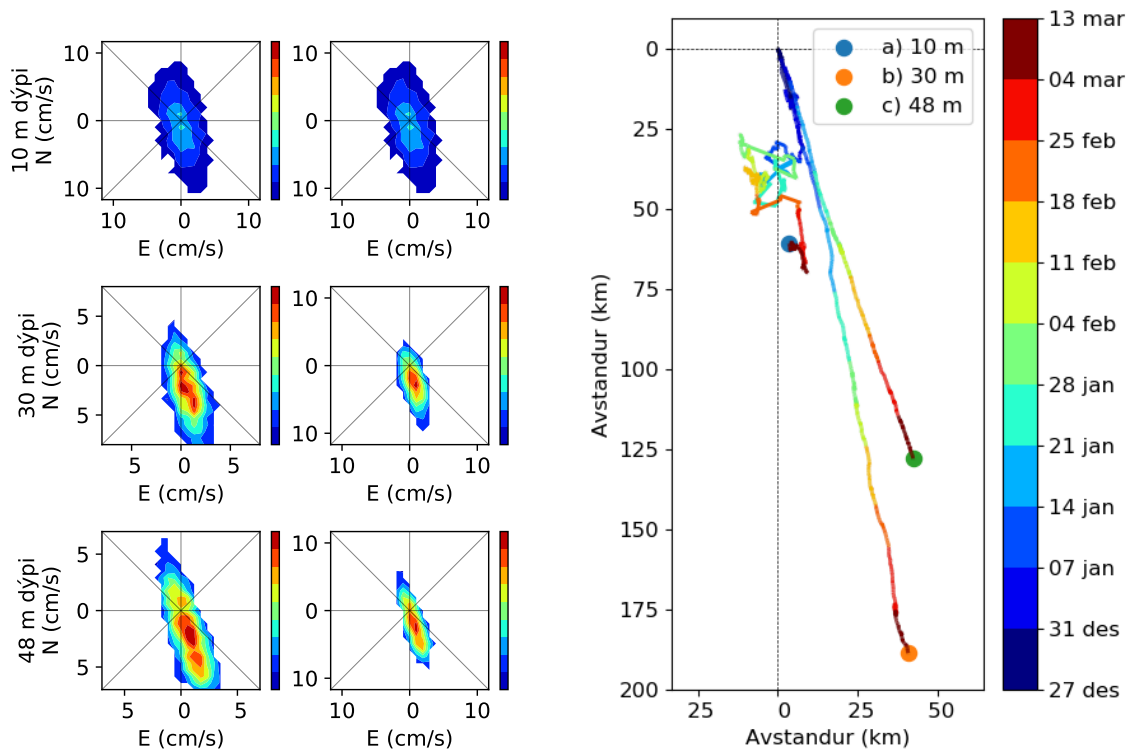 10 m dýpi
N (cm/s)
10
0
10
10 0 10
E (cm/s)
10 0 10
E (cm/s)
30 m dýpi
N (cm/s)
5
0
5
5 0 5
E (cm/s)
10
0
10
10 0 10
E (cm/s)
48 m dýpi
N (cm/s)
5
0
5
5 0 5
E (cm/s)
10
0
10
10 0 10
E (cm/s)
a) 10 m
b) 30 m
c) 48 m
Avstandur (km)
0
25
50
75
100
125
150
175
200
25 0 25 50
Avstandur (km)
13 mar
04 mar
25 feb
18 feb
11 feb
04 feb
28 jan
21 jan
14 jan
07 jan
31 des
27 des